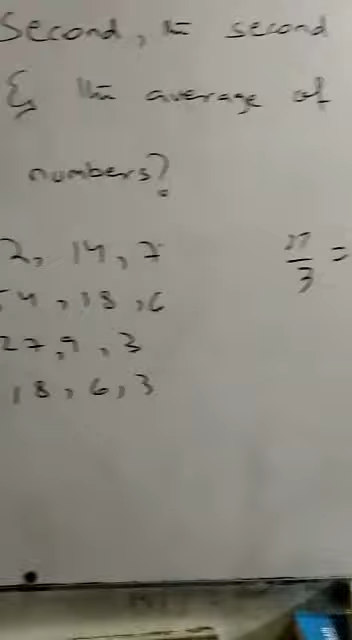 Second, the second
& the average of
numbers?
2, 14, 7
54, 18, 6
27, 9, 3
18, 6, 3
27/3 =